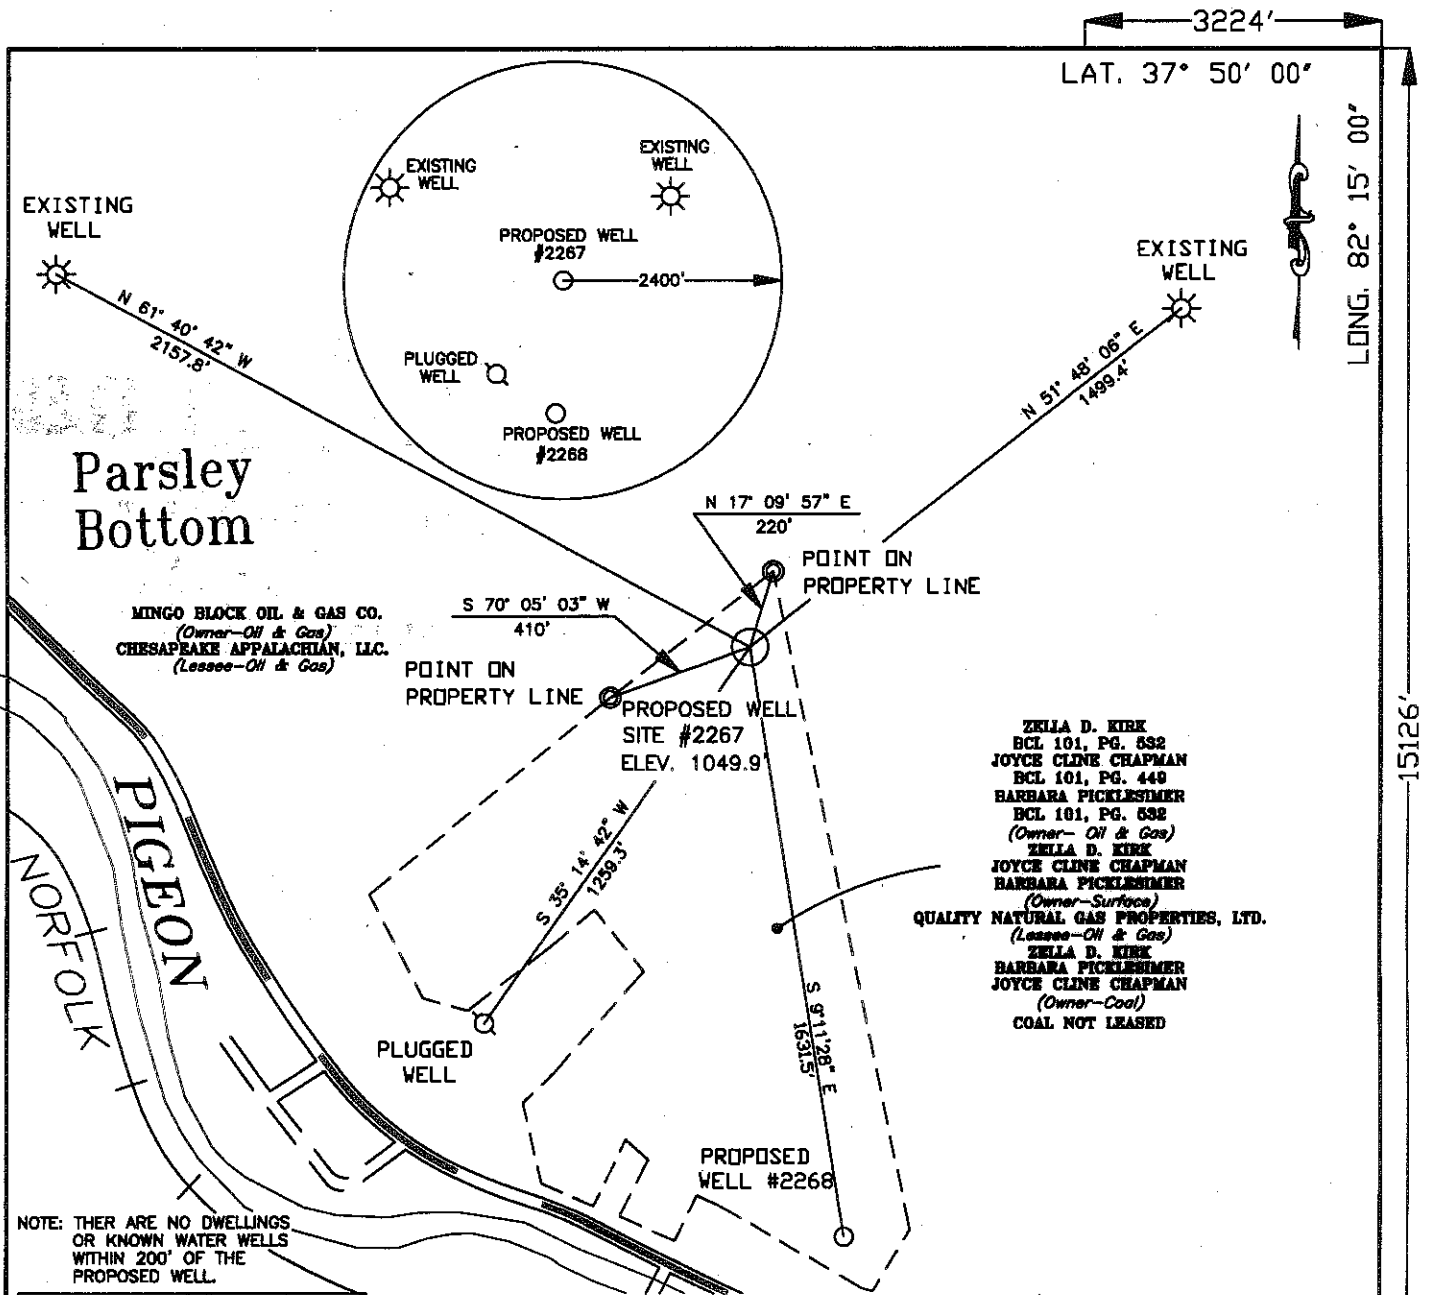 3224'
LAT. 37° 50' 00"
LONG. 82° 15' 00"
15126'
EXISTING
WELL
EXISTING
WELL
EXISTING
WELL
PROPOSED WELL
#2267
2400'
PLUGGED
WELL
PROPOSED WELL
#2268
EXISTING
WELL
N 61° 40' 42" W
2157.8'
N 51° 48' 06" E
1499.4'
Parsley
Bottom
N 17° 09' 57" E
220'
POINT ON
PROPERTY LINE
MINGO BLOCK OIL & GAS CO.
(Owner-Oil & Gas)
CHESAPEAKE APPALACHIAN, LLC.
(Lessee-Oil & Gas)
S 70° 05' 03" W
410'
POINT ON
PROPERTY LINE
PROPOSED WELL
SITE #2267
ELEV. 1049.9'
ZELLA D. KIRK
BCL 101, PG. 532
JOYCE CLINE CHAPMAN
BCL 101, PG. 449
BARBARA PICKLESIMER
BCL 101, PG. 532
(Owner- Oil & Gas)
ZELLA D. KIRK
JOYCE CLINE CHAPMAN
BARBARA PICKLESIMER
(Owner-Surface)
QUALITY NATURAL GAS PROPERTIES, LTD.
(Lessee-Oil & Gas)
ZELLA D. KIRK
BARBARA PICKLESIMER
JOYCE CLINE CHAPMAN
(Owner-Coal)
COAL NOT LEASED
PIGEON
NORFOLK
S 35° 14' 42" W
1259.3'
S 9°11'28" E
1631.5'
PLUGGED
WELL
PROPOSED
WELL #2268
NOTE: THER ARE NO DWELLINGS
OR KNOWN WATER WELLS
WITHIN 200' OF THE
PROPOSED WELL.